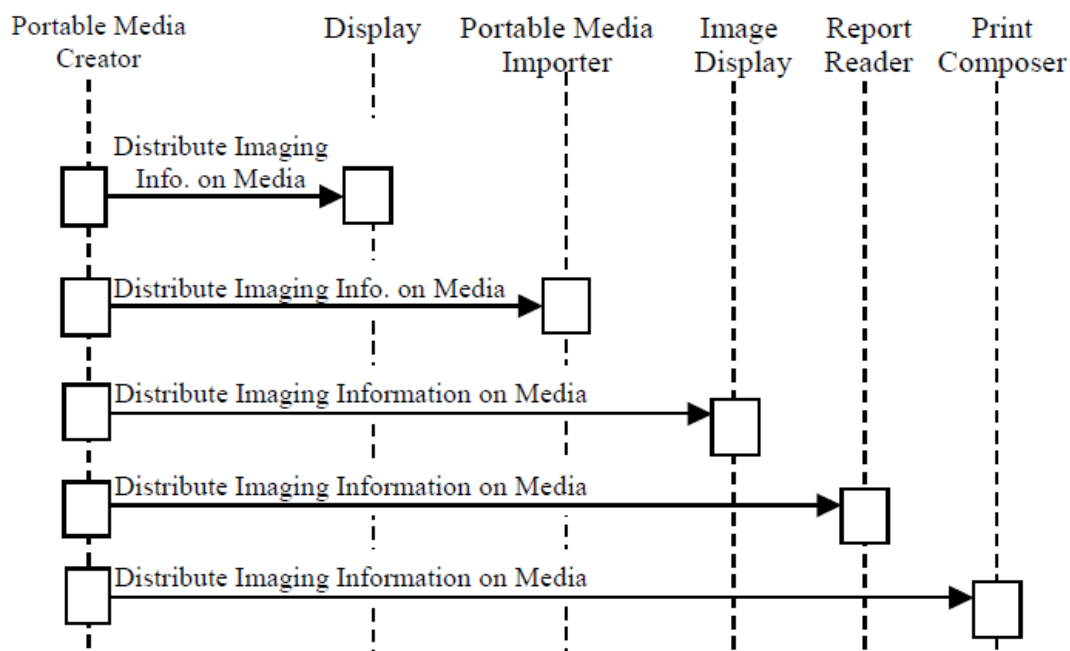 Portable Media
Creator
Display
Portable Media
Importer
Image
Display
Report
Reader
Print
Composer
Distribute Imaging
Info. on Media
Distribute Imaging Info. on Media
Distribute Imaging Information on Media
Distribute Imaging Information on Media
Distribute Imaging Information on Media